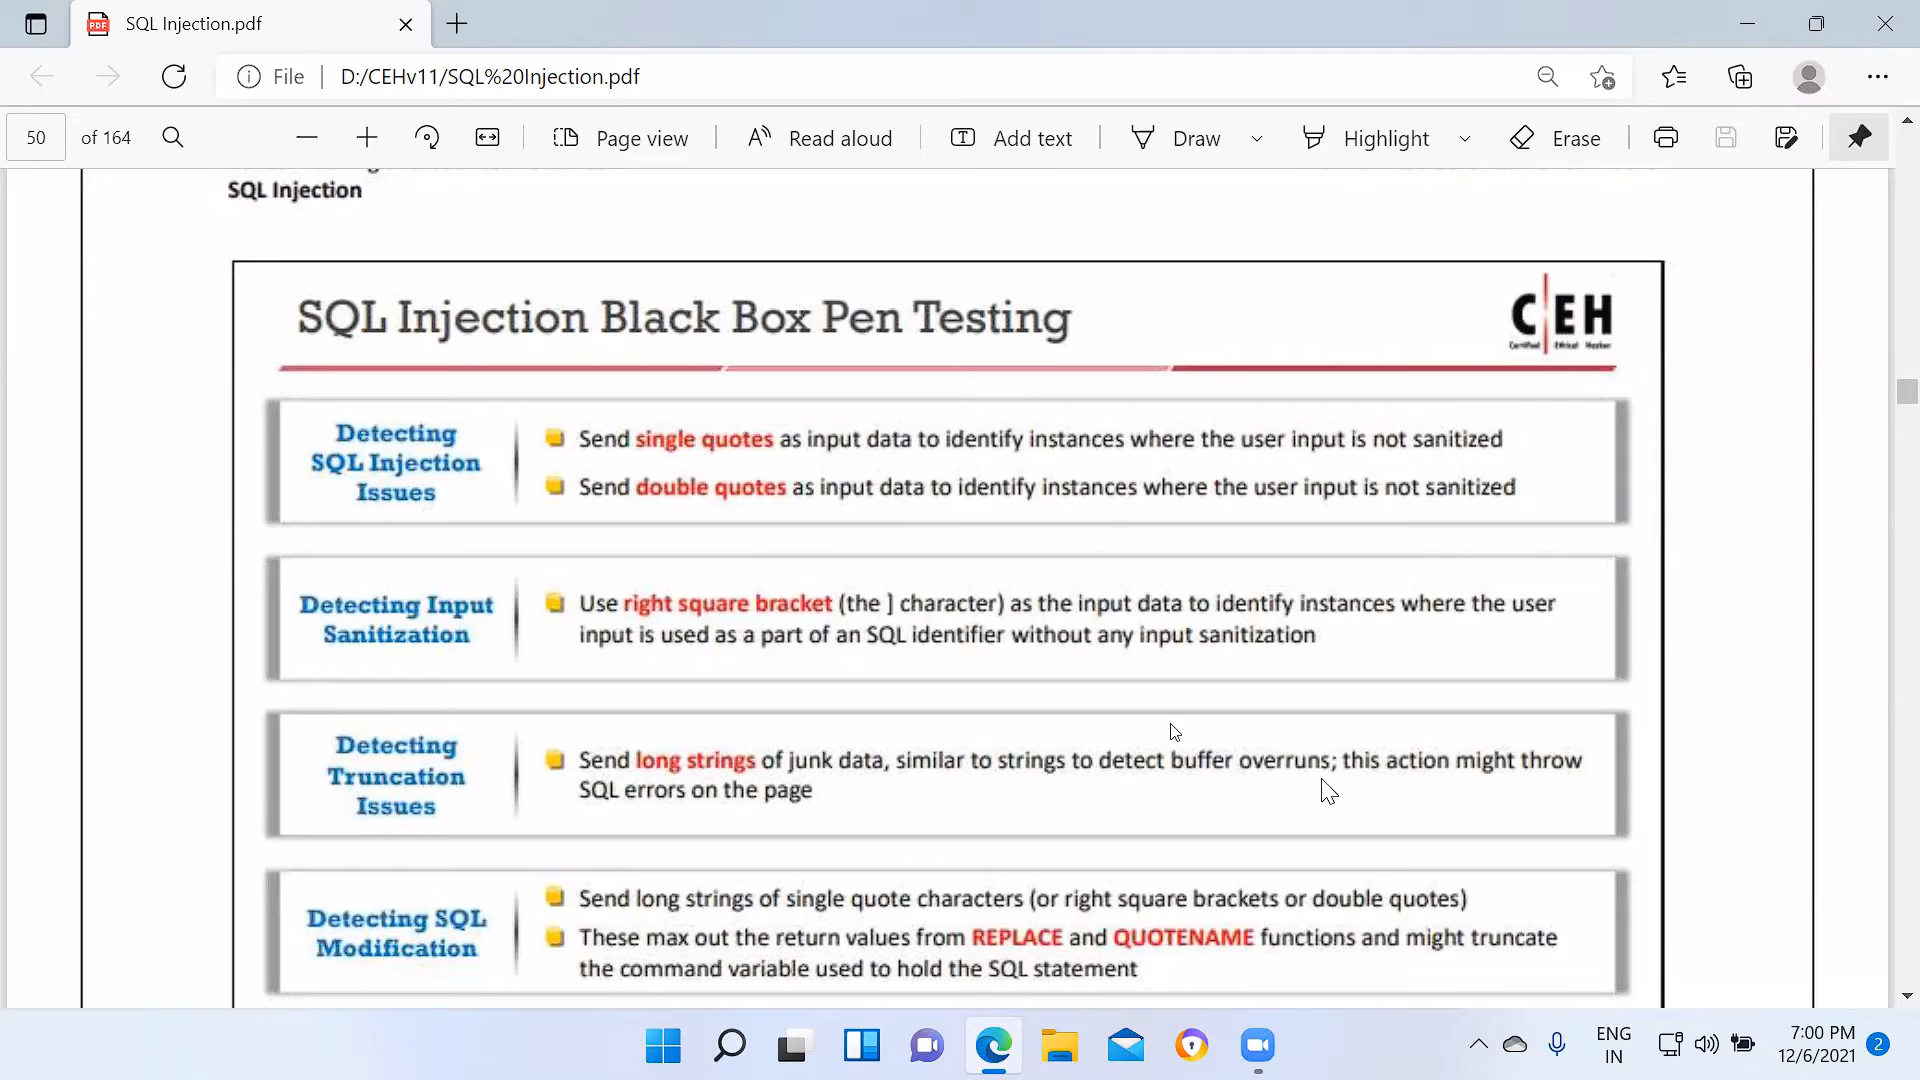 SQL Injection.pdf
File
D:/CEHv11/SQL%20Injection.pdf
50 of 164
Page view
Read aloud
Add text
Draw
Highlight
Erase
SQL Injection
SQL Injection Black Box Pen Testing
C EH
Certified Ethical Hacker
Detecting
SQL Injection
Issues
Send single quotes as input data to identify instances where the user input is not sanitized
Send double quotes as input data to identify instances where the user input is not sanitized
Detecting Input
Sanitization
Use right square bracket (the ] character) as the input data to identify instances where the user
input is used as a part of an SQL identifier without any input sanitization
Detecting
Truncation
Issues
Send long strings of junk data, similar to strings to detect buffer overruns; this action might throw
SQL errors on the page
Detecting SQL
Modification
Send long strings of single quote characters (or right square brackets or double quotes)
These max out the return values from REPLACE and QUOTENAME functions and might truncate
the command variable used to hold the SQL statement
ENG
IN
7:00 PM
12/6/2021
2